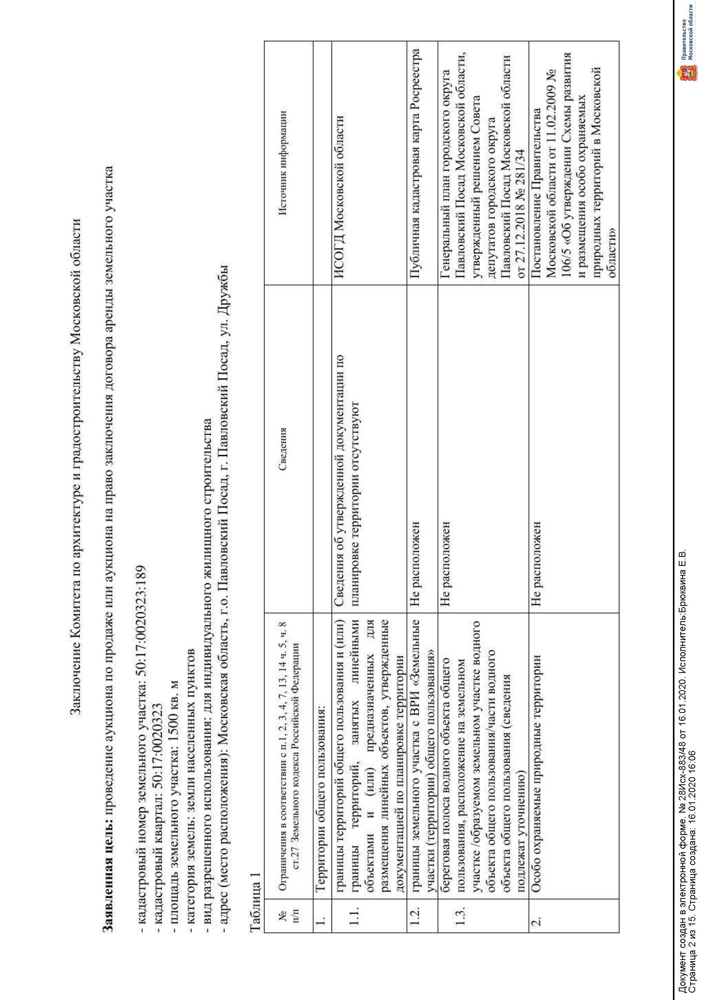 Заключение Комитета по архитектуре и градостроительству Московской области
Заявленная цель: проведение аукциона по продаже или аукциона на право заключения договора аренды земельного участка
- кадастровый номер земельного участка: 50:17:0020323:189
- кадастровый квартал: 50:17:0020323
- площадь земельного участка: 1500 кв. м
- категория земель: земли населенных пунктов
- вид разрешенного использования: для индивидуального жилищного строительства
- адрес (место расположения): Московская область, г.о. Павловский Посад, г. Павловский Посад, ул. Дружбы
Таблица 1
№
п/п
Ограничения в соответствии с п.1, 2, 3, 4, 7, 13, 14 ч. 5, ч. 8
ст.27 Земельного кодекса Российской Федерации
Сведения
Источник информации
1.
Территории общего пользования:
1.1.
границы территорий общего пользования и (или)
границы территорий, занятых линейными
объектами и (или) предназначенных для
размещения линейных объектов, утвержденные
документацией по планировке территории
Сведения об утвержденной документации по
планировке территории отсутствуют
ИСОГД Московской области
1.2.
границы земельного участка с ВРИ «Земельные
участки (территории) общего пользования»
Не расположен
Публичная кадастровая карта Росреестра
1.3.
береговая полоса водного объекта общего
пользования, расположение на земельном
участке /образуемом земельном участке водного
объекта общего пользования/части водного
объекта общего пользования (сведения
подлежат уточнению)
Не расположен
Генеральный план городского округа
Павловский Посад Московской области,
утвержденный решением Совета
депутатов городского округа
Павловский Посад Московской области
от 27.12.2018 № 281/34
2.
Особо охраняемые природные территории
Не расположен
Постановление Правительства
Московской области от 11.02.2009 №
106/5 «Об утверждении Схемы развития
и размещения особо охраняемых
природных территорий в Московской
области»
Документ создан в электронной форме. № 28Исх-883/48 от 16.01.2020. Исполнитель:Брюквина Е.В.
Страница 2 из 15. Страница создана: 16.01.2020 16:06
Правительство
Московской области